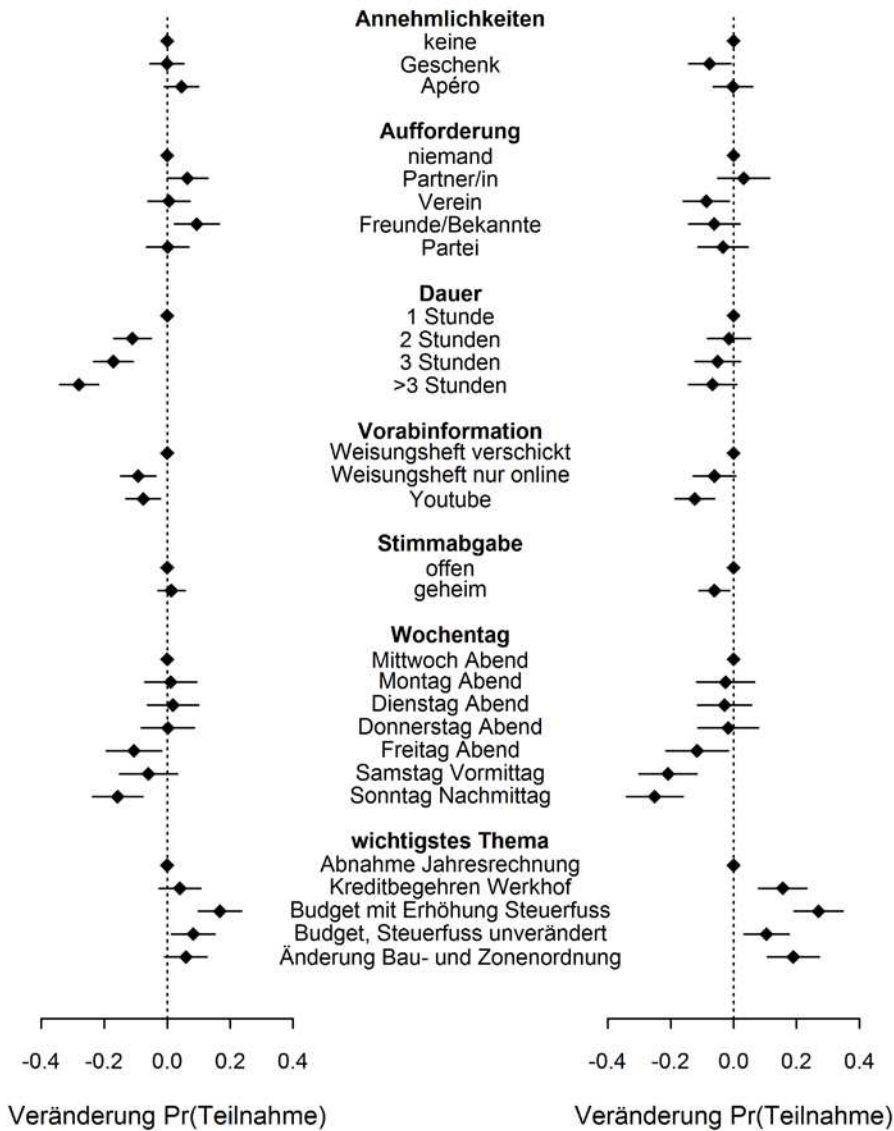 Annehmlichkeiten
keine
Geschenk
Apéro
Aufforderung
niemand
Partner/in
Verein
Freunde/Bekannte
Partei
Dauer
1 Stunde
2 Stunden
3 Stunden
>3 Stunden
Vorabinformation
Weisungsheft verschickt
Weisungsheft nur online
Youtube
Stimmabgabe
offen
geheim
Wochentag
Mittwoch Abend
Montag Abend
Dienstag Abend
Donnerstag Abend
Freitag Abend
Samstag Vormittag
Sonntag Nachmittag
wichtigstes Thema
Abnahme Jahresrechnung
Kreditbegehren Werkhof
Budget mit Erhöhung Steuerfuss
Budget, Steuerfuss unverändert
Änderung Bau- und Zonenordnung
-0.4 -0.2 0.0 0.2 0.4 -0.4 -0.2 0.0 0.2 0.4
Veränderung Pr(Teilnahme) Veränderung Pr(Teilnahme)